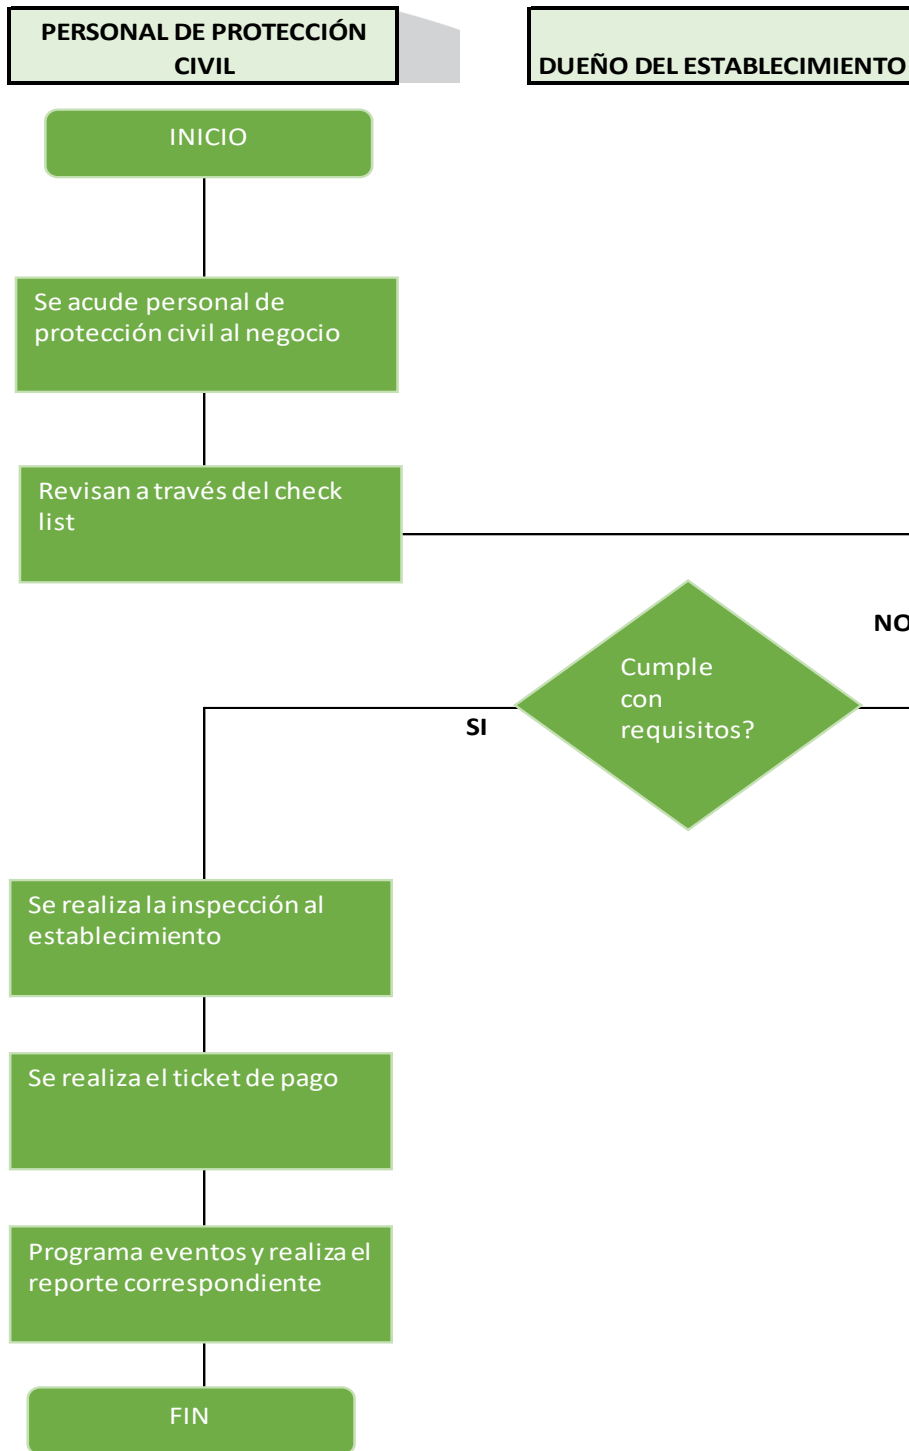 PERSONAL DE PROTECCIÓN
CIVIL
DUEÑO DEL ESTABLECIMIENTO
INICIO
Se acude personal de
protección civil al negocio
Revisan a través del check
list
NO
Cumple
con
requisitos?
SI
Se realiza la inspección al
establecimiento
Se realiza el ticket de pago
Programa eventos y realiza el
reporte correspondiente
FIN